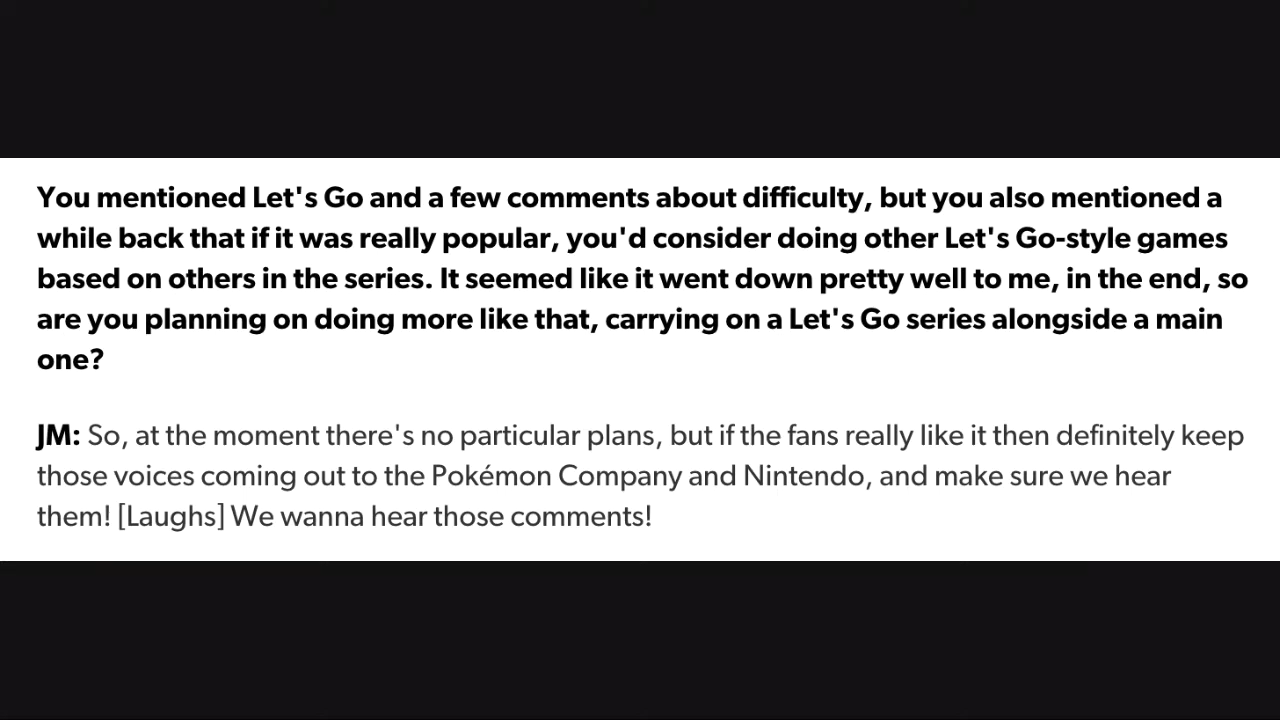 You mentioned Let's Go and a few comments about difficulty, but you also mentioned a
while back that if it was really popular, you'd consider doing other Let's Go-style games
based on others in the series. It seemed like it went down pretty well to me, in the end, so
are you planning on doing more like that, carrying on a Let's Go series alongside a main
one?
JM: So, at the moment there's no particular plans, but if the fans really like it then definitely keep
those voices coming out to the Pokémon Company and Nintendo, and make sure we hear
them! [Laughs] We wanna hear those comments!